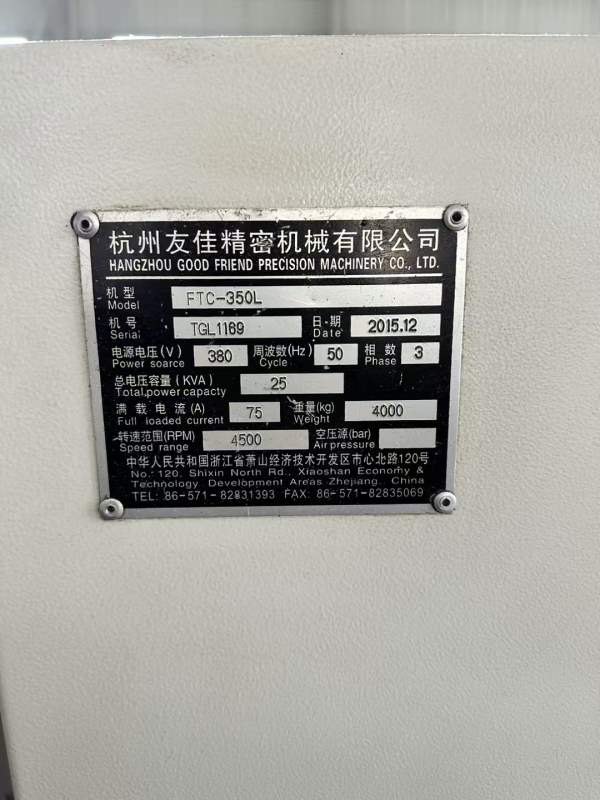 杭州友佳精密机械有限公司
HANGZHOU GOOD FRIEND PRECISION MACHINERY CO., LTD.
机型 Model FTC-350L
机号 Serial TGL1169 日·期 Date 2015.12
电源电压(V) Power soarce 380 周波数(Hz) Cycle 50 相数 Phase 3
总电压容量(KVA) Total,power capacity 25
满载电流(A) Full loaded current 75 重量(kg) Weight 4000
转速范围(RPM) Speed range 4500 空压源(bar) Air pressure
中华人民共和国浙江省萧山经济技术开发区市心北路120号
No. 120, Shixin North Rd., Xiaoshan Economy &
Technology Development Areas Zhejiang, China
TEL: 86-571-82831393 FAX: 86-571-82835069